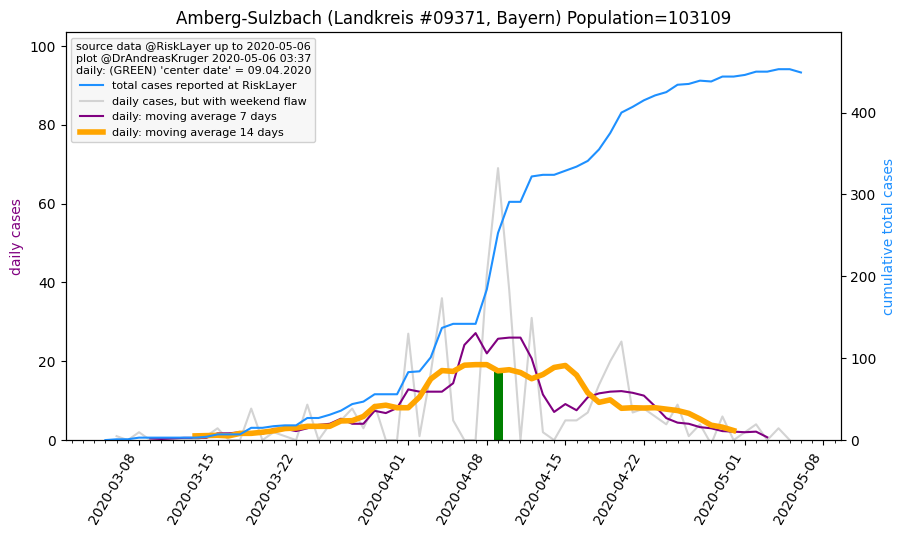 Amberg-Sulzbach (Landkreis #09371, Bayern) Population=103109
source data @RiskLayer up to 2020-05-06
plot @DrAndreasKruger 2020-05-06 03:37
daily: (GREEN) 'center date' = 09.04.2020
total cases reported at RiskLayer
daily cases, but with weekend flaw
daily: moving average 7 days
daily: moving average 14 days
daily cases
100
80
60
40
20
0
cumulative total cases
400
300
200
100
0
2020-03-08
2020-03-15
2020-03-22
2020-04-01
2020-04-08
2020-04-15
2020-04-22
2020-05-01
2020-05-08